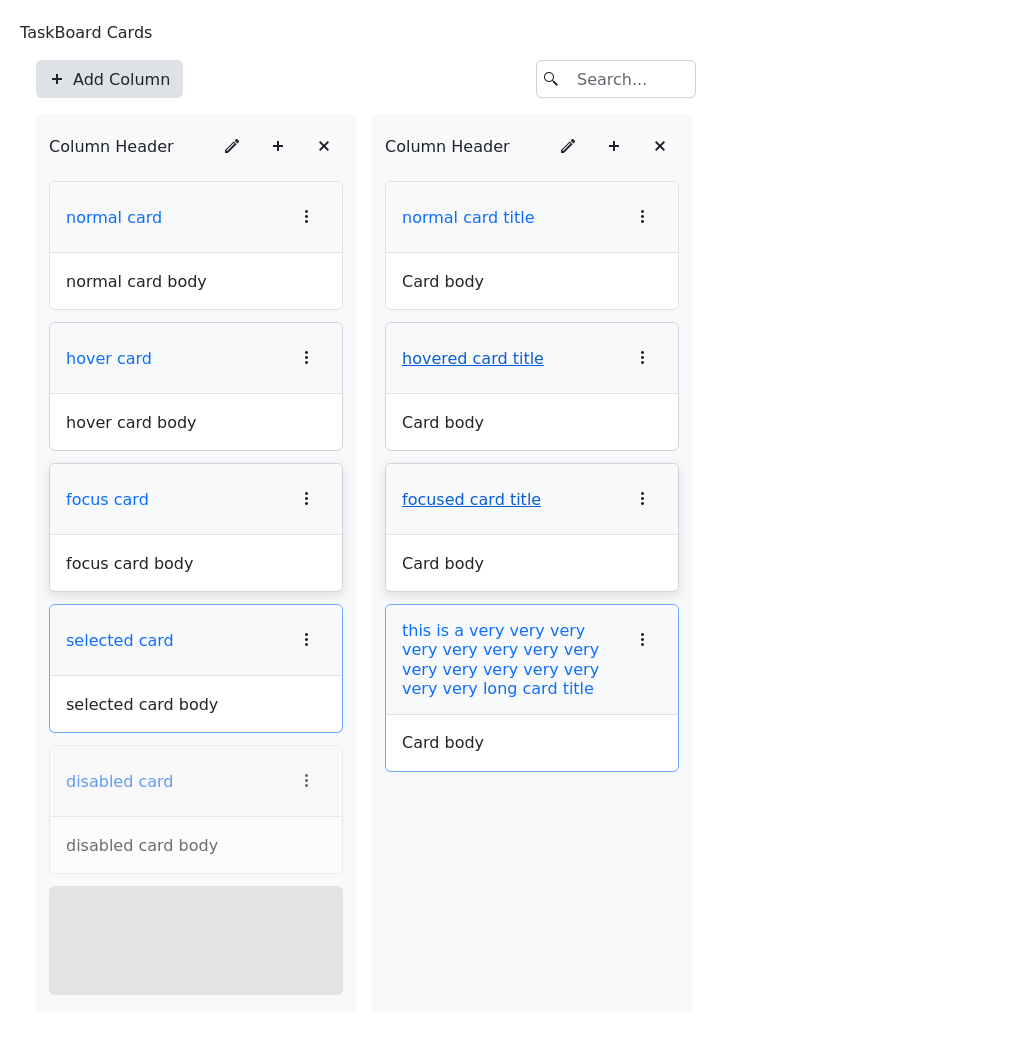 TaskBoard Cards
Add Column
Search...
Column Header
normal card
normal card body
hover card
hover card body
focus card
focus card body
selected card
selected card body
disabled card
disabled card body
Column Header
normal card title
Card body
hovered card title
Card body
focused card title
Card body
this is a very very very
very very very very very
very very very very very
very very long card title
Card body